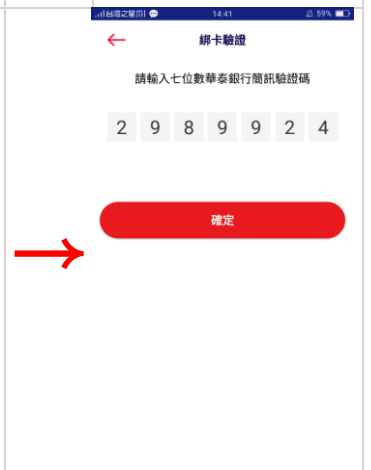 台灣之星 14:41 59%
綁卡驗證
請輸入七位數華泰銀行簡訊驗證碼
2 9 8 9 9 2 4
確定